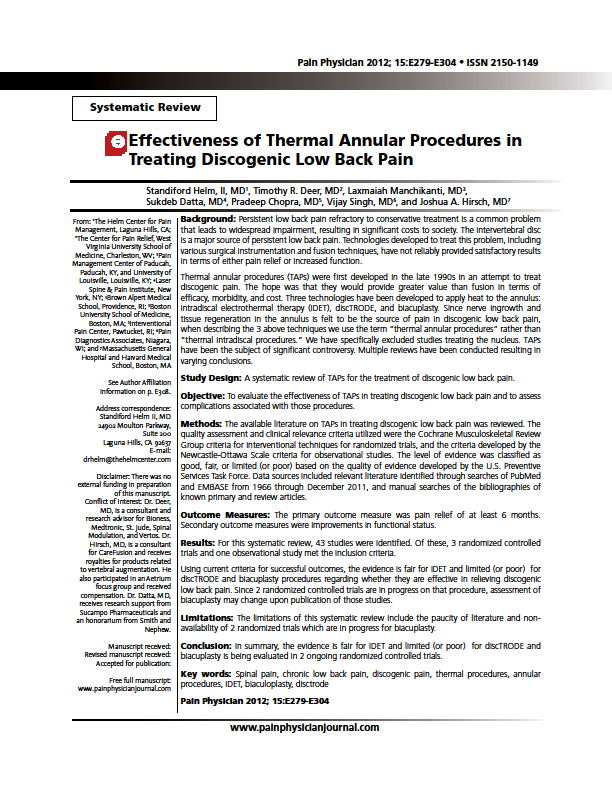 Pain Physician 2012; 15:E279-E304 • ISSN 2150-1149
Systematic Review
Effectiveness of Thermal Annular Procedures in
Treating Discogenic Low Back Pain
Standiford Helm, II, MD¹, Timothy R. Deer, MD², Laxmaiah Manchikanti, MD³,
Sukdeb Datta, MD⁴, Pradeep Chopra, MD⁵, Vijay Singh, MD⁶, and Joshua A. Hirsch, MD⁷
From: ¹The Helm Center for Pain
Management, Laguna Hills, CA;
²The Center for Pain Relief, West
Virginia University School of
Medicine, Charleston, WV; ³Pain
Management Center of Paducah,
Paducah, KY, and University of
Louisville, Louisville, KY; ⁴Laser
Spine & Pain Institute, New
York, NY; ⁵Brown Alpert Medical
School, Providence, RI; ⁶Boston
University School of Medicine,
Boston, MA; ⁷Interventional
Pain Center, Pawtucket, RI; ⁶Pain
Diagnostics Associates, Niagara,
WI; and ⁷Massachusetts General
Hospital and Harvard Medical
School, Boston, MA
See Author Affiliation
information on p. E308.
Address correspondence:
Standiford Helm II, MD
24902 Moulton Parkway,
Suite 200
Laguna Hills, CA 92637
E-mail:
drhelm@thehelmcenter.com
Disclaimer: There was no
external funding in preparation
of this manuscript.
Conflict of Interest: Dr. Deer,
MD, is a consultant and
research advisor for Bioness,
Medtronic, St. Jude, Spinal
Modulation, and Vertos. Dr.
Hirsch, MD, is a consultant
for CareFusion and receives
royalties for products related
to vertebral augmentation. He
also participated in an Aetrium
focus group and received
compensation. Dr. Datta, MD,
receives research support from
Sucampo Pharmaceuticals and
an honorarium from Smith and
Nephew.
Manuscript received:
Revised manuscript received:
Accepted for publication:
Free full manuscript:
www.painphysicianjournal.com
Background: Persistent low back pain refractory to conservative treatment is a common problem
that leads to widespread impairment, resulting in significant costs to society. The intervertebral disc
is a major source of persistent low back pain. Technologies developed to treat this problem, including
various surgical instrumentation and fusion techniques, have not reliably provided satisfactory results
in terms of either pain relief or increased function.
Thermal annular procedures (TAPs) were first developed in the late 1990s in an attempt to treat
discogenic pain. The hope was that they would provide greater value than fusion in terms of
efficacy, morbidity, and cost. Three technologies have been developed to apply heat to the annulus:
intradiscal electrothermal therapy (IDET), discTRODE, and biacuplasty. Since nerve ingrowth and
tissue regeneration in the annulus is felt to be the source of pain in discogenic low back pain,
when describing the 3 above techniques we use the term “thermal annular procedures” rather than
“thermal intradiscal procedures.” We have specifically excluded studies treating the nucleus. TAPs
have been the subject of significant controversy. Multiple reviews have been conducted resulting in
varying conclusions.
Study Design: A systematic review of TAPs for the treatment of discogenic low back pain.
Objective: To evaluate the effectiveness of TAPs in treating discogenic low back pain and to assess
complications associated with those procedures.
Methods: The available literature on TAPs in treating discogenic low back pain was reviewed. The
quality assessment and clinical relevance criteria utilized were the Cochrane Musculoskeletal Review
Group criteria for interventional techniques for randomized trials, and the criteria developed by the
Newcastle-Ottawa Scale criteria for observational studies. The level of evidence was classified as
good, fair, or limited (or poor) based on the quality of evidence developed by the U.S. Preventive
Services Task Force. Data sources included relevant literature identified through searches of PubMed
and EMBASE from 1966 through December 2011, and manual searches of the bibliographies of
known primary and review articles.
Outcome Measures: The primary outcome measure was pain relief of at least 6 months.
Secondary outcome measures were improvements in functional status.
Results: For this systematic review, 43 studies were identified. Of these, 3 randomized controlled
trials and one observational study met the inclusion criteria.
Using current criteria for successful outcomes, the evidence is fair for IDET and limited (or poor) for
discTRODE and biacuplasty procedures regarding whether they are effective in relieving discogenic
low back pain. Since 2 randomized controlled trials are in progress on that procedure, assessment of
biacuplasty may change upon publication of those studies.
Limitations: The limitations of this systematic review include the paucity of literature and non-
availability of 2 randomized trials which are in progress for biacuplasty.
Conclusion: In summary, the evidence is fair for IDET and limited (or poor) for discTRODE and
biacuplasty is being evaluated in 2 ongoing randomized controlled trials.
Key words: Spinal pain, chronic low back pain, discogenic pain, thermal procedures, annular
procedures, IDET, biaculoplasty, disctrode
Pain Physician 2012; 15:E279-E304
www.painphysicianjournal.com